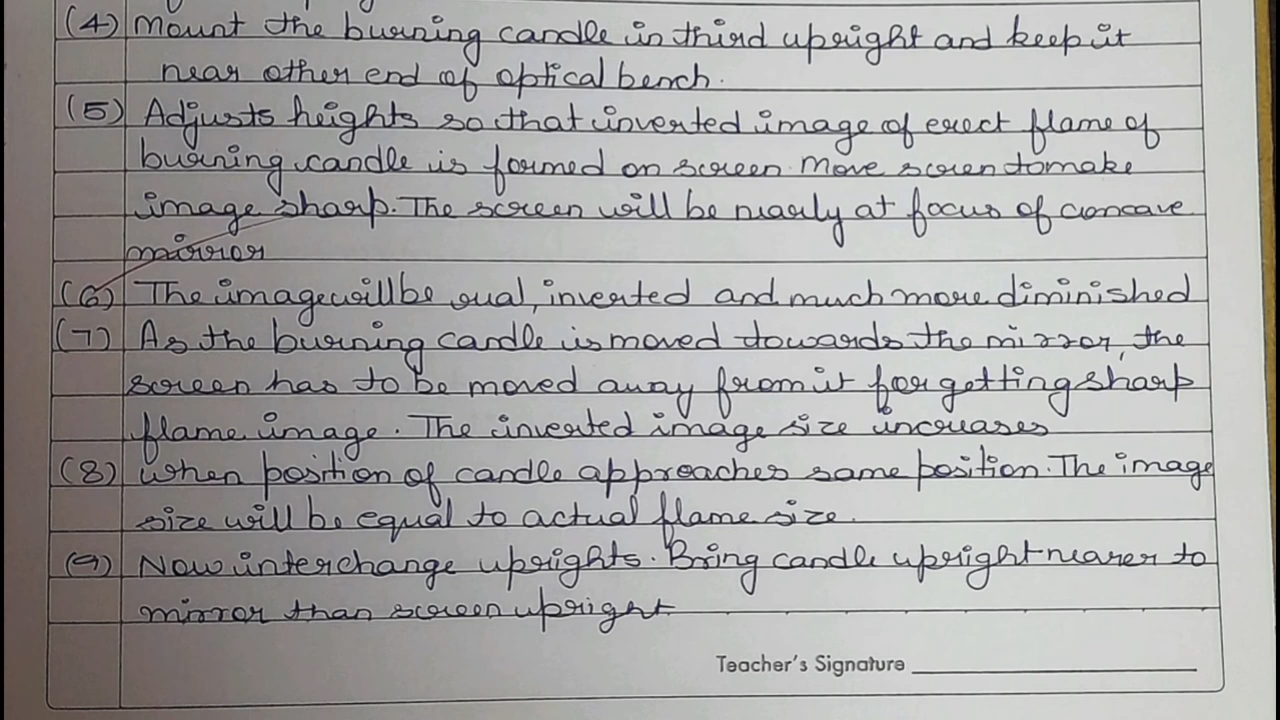 (4) Mount the burning candle in third upright and keep it
near other end of optical bench.
(5) Adjusts heights so that inverted image of erect flame of
burning candle is formed on screen. Move screen to make
image sharp. The screen will be nearly at focus of concave
mirror
(6) The image will be real, inverted and much more diminished
(7) As the burning candle is moved towards the mirror, the
screen has to be moved away from it for getting sharp
flame image. The inverted image size increases
(8) When position of candle approaches same position. The image
size will be equal to actual flame size.
(9) Now interchange uprights. Bring candle upright nearer to
mirror than screen upright
Teacher's Signature